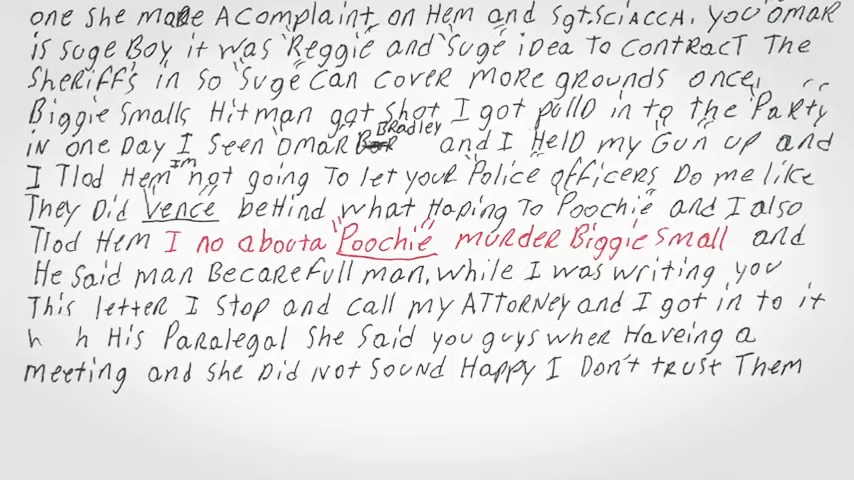 one she made A complaint on Hem and Sgt. SCIACCA. you OMAR
is suge Boy it was "Reggie" and "Suge" idea To contract The
Sheriff's in so "Suge" Can cover more grounds once,
Biggie Smalls Hitman got shot I got pulld in to the "Party"
in one Day I seen "OMAR Bradley" and I Held my "Gun" up and
I Tlod Hem Im not going To let your "Police officers" Do me like
They Did Vence behind what Haping To "Poochie" and I also
Tlod Hem I no about a "Poochie" murder Biggie Small and
He said man Becarefull man, while I was writing you
This letter I stop and call my ATTORNEY and I got in to it
h h His Paralegal She Said you guys wher Haveing a
meeting and she Did Not Sound Happy I Don't trust Them